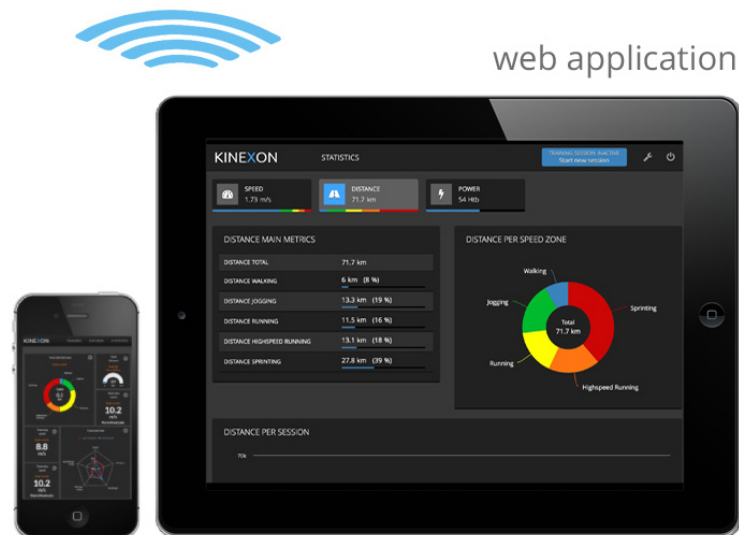 web application
KINEXON
STATISTICS
TRAINING SESSION INACTIVE
Start new session
SPEED
1.73 m/s
DISTANCE
71.7 km
POWER
54 Htb
DISTANCE MAIN METRICS
DISTANCE TOTAL 71.7 km
DISTANCE WALKING 6 km (8 %)
DISTANCE JOGGING 13.3 km (19 %)
DISTANCE RUNNING 11.5 km (16 %)
DISTANCE HIGHSPEED RUNNING 13.1 km (18 %)
DISTANCE SPRINTING 27.8 km (39 %)
DISTANCE PER SPEED ZONE
Walking
Jogging
Sprinting
Total
71.7 km
Running
Highspeed Running
DISTANCE PER SESSION
70k
KINEXON
10.2
m/s
8.8
m/s
10.2
m/s